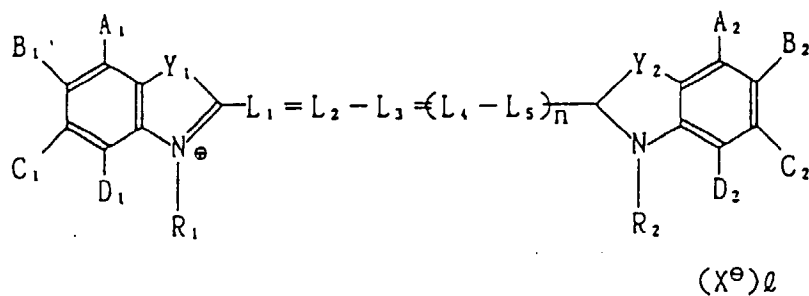 A₁ A₂
B₁ Y₁ Y₂ B₂
L₁ = L₂ – L₃ =(L₄ – L₅)n
C₁ N⊕ N C₂
D₁ D₂
R₁ R₂
(X⊖)ℓ